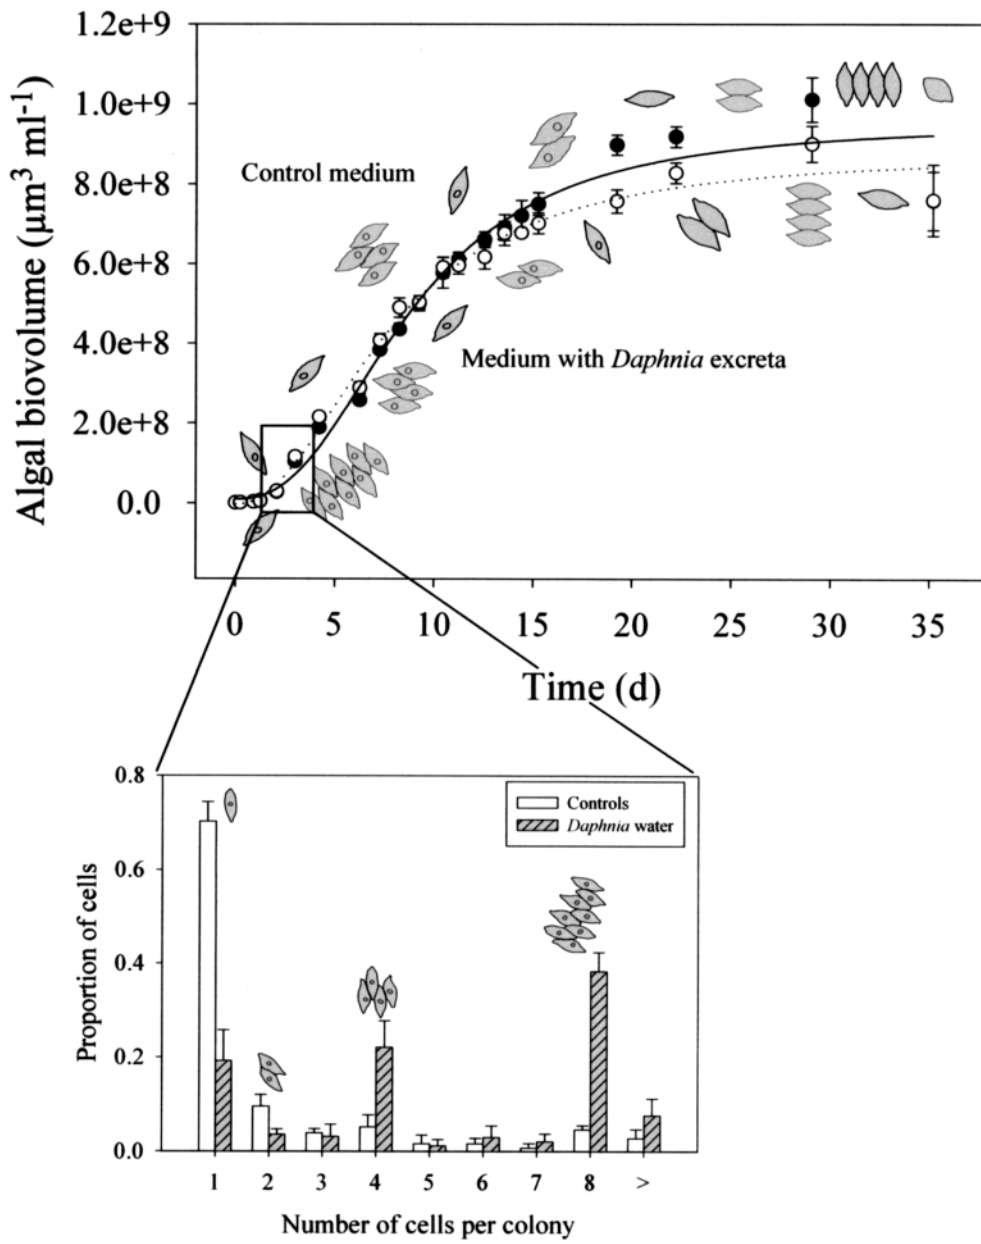 1.2e+9
1.0e+9
8.0e+8
6.0e+8
4.0e+8
2.0e+8
0.0
Algal biovolume (µm³ ml⁻¹)
Control medium
Medium with Daphnia excreta
0 5 10 15 20 25 30 35
Time (d)
0.8
0.6
0.4
0.2
0.0
Proportion of cells
Controls
Daphnia water
1 2 3 4 5 6 7 8 >
Number of cells per colony